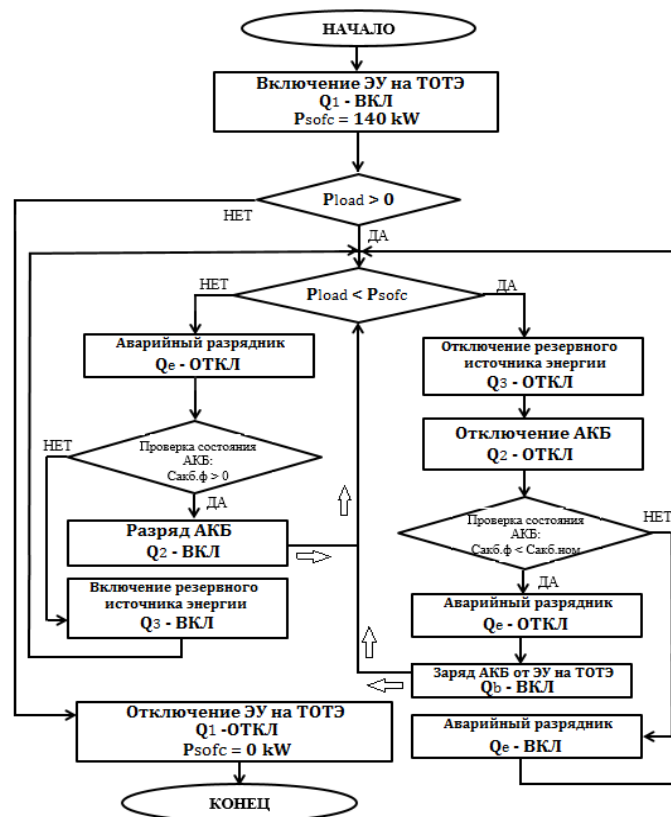 НАЧАЛО
Включение ЭУ на ТОТЭ
Q1 - ВКЛ
Psofc = 140 kW
Pload > 0
НЕТ
ДА
Pload < Psofc
НЕТ
ДА
Аварийный разрядник
Qe - ОТКЛ
Отключение резервного
источника энергии
Q3 - ОТКЛ
Отключение АКБ
Q2 - ОТКЛ
НЕТ
Проверка состояния
АКБ:
Cакб.ф > 0
ДА
Проверка состояния
АКБ:
Cакб.ф < Cакб.ном
НЕТ
ДА
Разряд АКБ
Q2 - ВКЛ
Включение резервного
источника энергии
Q3 - ВКЛ
Аварийный разрядник
Qe - ОТКЛ
Заряд АКБ от ЭУ на ТОТЭ
Qb - ВКЛ
Отключение ЭУ на ТОТЭ
Q1 -ОТКЛ
Psofc = 0 kW
Аварийный разрядник
Qe - ВКЛ
КОНЕЦ